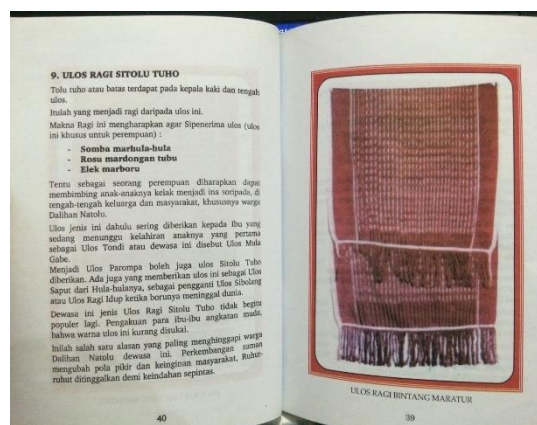 9. ULOS RAGI SITOLU TUHO
Tolu tuho atau batas terdapat pada kepala kaki dan tengah
ulos.
Itulah yang menjadi ragi daripada ulos ini.
Makna Ragi ini mengharapkan agar Sipenerima ulos (ulos
ini khusus untuk perempuan) :
- Somba marhula-hula
- Rosu mardongan tubu
- Elek marboru
Tentu sebagai seorang perempuan diharapkan dapat
membimbing anak-anaknya kelak menjadi ina soripada, di
tengah-tengah keluarga dan masyarakat, khususnya warga
Dalihan Natolu.
Ulos jenis ini dahulu sering diberikan kepada Ibu yang
sedang menunggu kelahiran anaknya yang pertama
sebagai Ulos Tondi atau dewasa ini disebut Ulos Mula
Gabe.
Menjadi Ulos Parompa boleh juga ulos Sitolu Tuho
diberikan. Ada juga yang memberikan ulos ini sebagai Ulos
Saput dari Hula-hulanya, sebagai pengganti Ulos Sibolang
atau Ulos Ragi Idup ketika borunya meninggal dunia.
Dewasa ini jenis Ulos Ragi Sitolu Tuho tidak begitu
populer lagi. Pengakuan para ibu-ibu angkatan muda,
bahwa warna ulos ini kurang disukai.
Inilah salah satu alasan yang paling menghinggapi warga
Dalihan Natolu dewasa ini. Perkembangan zaman
mengubah pola pikir dan keinginan masyarakat. Ruhut-
ruhut ditinggalkan demi keindahan sepintas.
40
ULOS RAGI BINTANG MARATUR
39